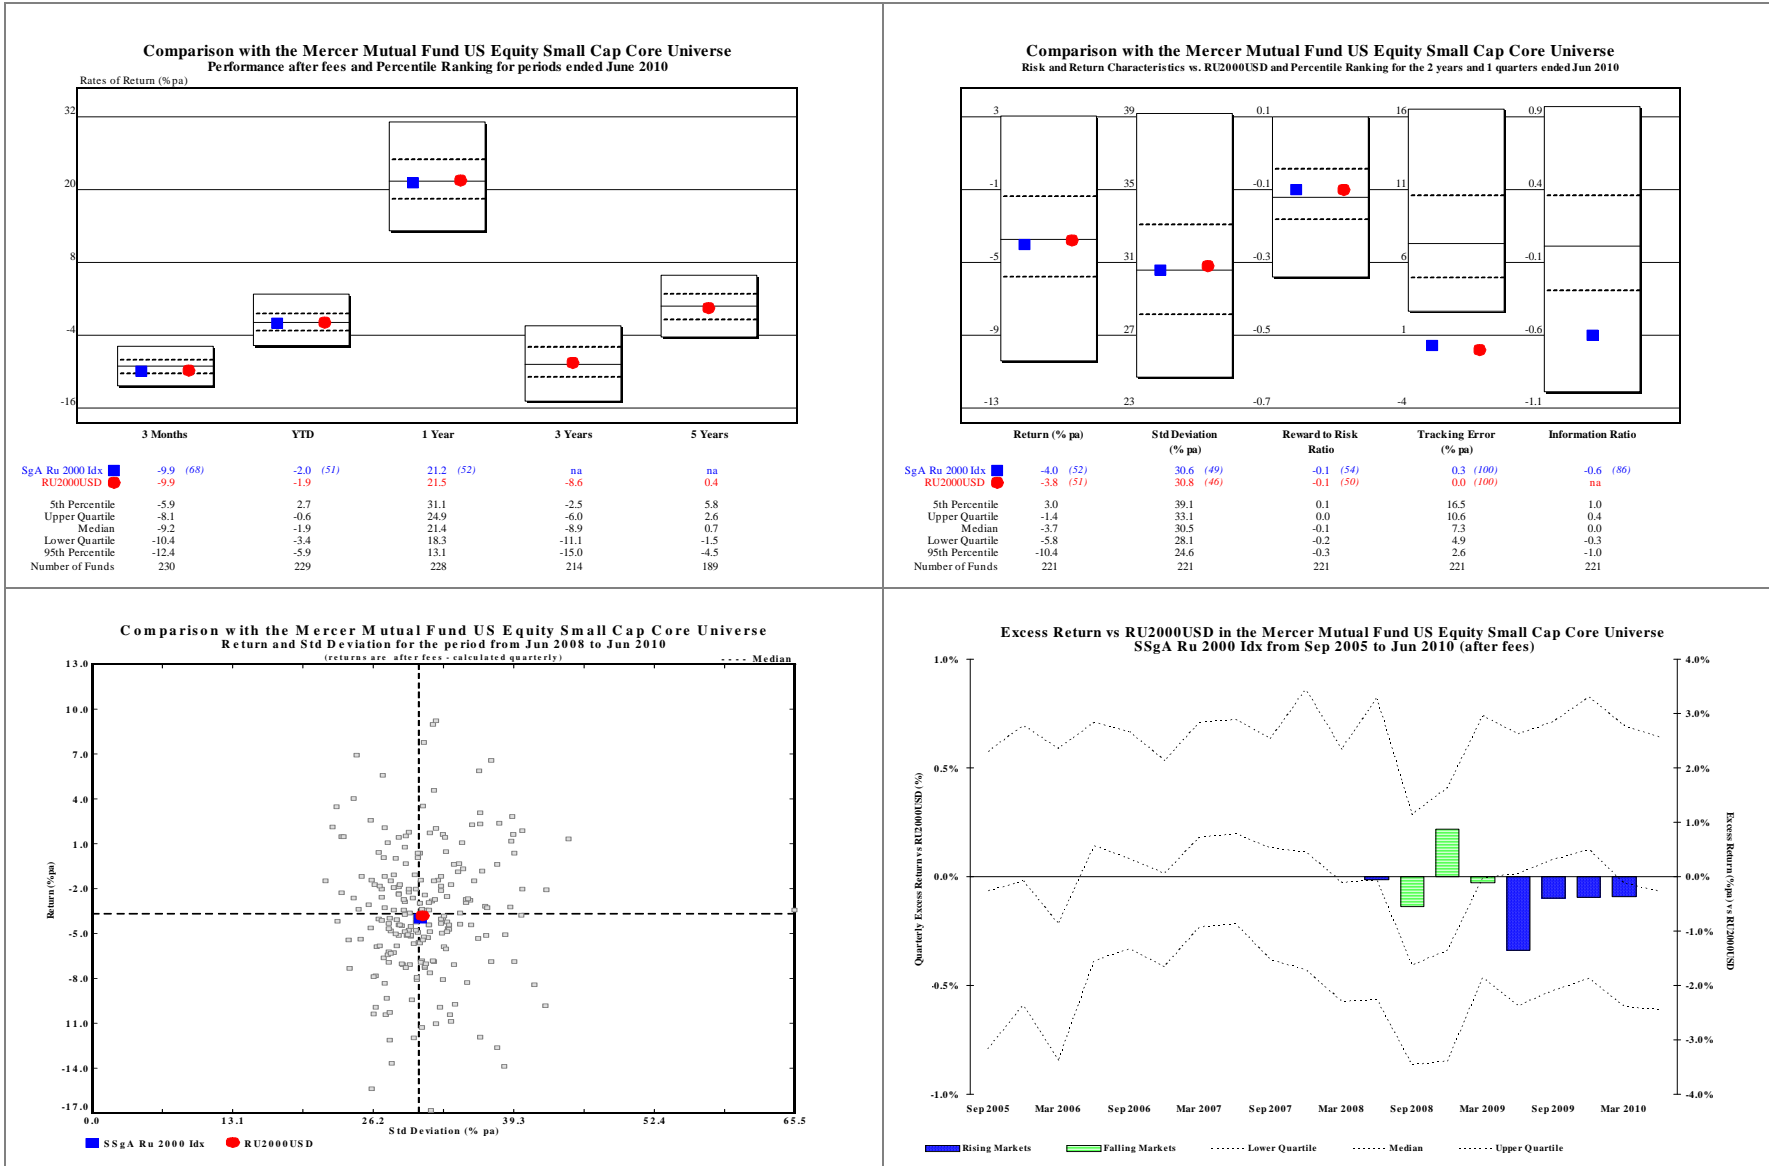 Comparison with the Mercer Mutual Fund US Equity Small Cap Core Universe
Performance after fees and Percentile Ranking for periods ended June 2010
Rates of Return (%pa)
32
20
8
-4
-16
3 Months YTD 1 Year 3 Years 5 Years
SgA Ru 2000 Idx -9.9 (68) -2.0 (51) 21.2 (52) na na
RU2000USD -9.9 -1.9 21.5 -8.6 0.4
5th Percentile -5.9 2.7 31.1 -2.5 5.8
Upper Quartile -8.1 -0.6 24.9 -6.0 2.6
Median -9.2 -1.9 21.4 -8.9 0.7
Lower Quartile -10.4 -3.4 18.3 -11.1 -1.5
95th Percentile -12.4 -5.9 13.1 -15.0 -4.5
Number of Funds 230 229 228 214 189
Comparison with the Mercer Mutual Fund US Equity Small Cap Core Universe
Risk and Return Characteristics vs. RU2000USD and Percentile Ranking for the 2 years and 1 quarters ended Jun 2010
3 39 0.1 16 0.9
-1 35 -0.1 11 0.4
-5 31 -0.3 6 -0.1
-9 27 -0.5 1 -0.6
-13 23 -0.7 -4 -1.1
Return (% pa) Std Deviation Reward to Risk Tracking Error Information Ratio
(% pa) Ratio (% pa)
SgA Ru 2000 Idx -4.0 (52) 30.6 (49) -0.1 (54) 0.3 (100) -0.6 (86)
RU2000USD -3.8 (51) 30.8 (46) -0.1 (50) 0.0 (100) na
5th Percentile 3.0 39.1 0.1 16.5 1.0
Upper Quartile -1.4 33.1 0.0 10.6 0.4
Median -3.7 30.5 -0.1 7.3 0.0
Lower Quartile -5.8 28.1 -0.2 4.9 -0.3
95th Percentile -10.4 24.6 -0.3 2.6 -1.0
Number of Funds 221 221 221 221 221
Comparison with the Mercer Mutual Fund US Equity Small Cap Core Universe
Return and Std Deviation for the period from Jun 2008 to Jun 2010
(returns are after fees - calculated quarterly)
---- Median
13.0
10.0
7.0
4.0
1.0
-2.0
-5.0
-8.0
11.0
-14.0
-17.0
Return (%pa)
0.0 13.1 26.2 39.3 52.4 65.5
Std Deviation (% pa)
SSgA Ru 2000 Idx RU2000USD
Excess Return vs RU2000USD in the Mercer Mutual Fund US Equity Small Cap Core Universe
SSgA Ru 2000 Idx from Sep 2005 to Jun 2010 (after fees)
1.0% 4.0%
3.0%
0.5% 2.0%
1.0%
0.0% 0.0%
-1.0%
-0.5% -2.0%
-3.0%
-1.0% -4.0%
Quarterly Excess Return vs RU2000USD (%)
Excess Return (%pa) vs RU2000USD
Sep 2005 Mar 2006 Sep 2006 Mar 2007 Sep 2007 Mar 2008 Sep 2008 Mar 2009 Sep 2009 Mar 2010
Rising Markets Falling Markets Lower Quartile Median Upper Quartile